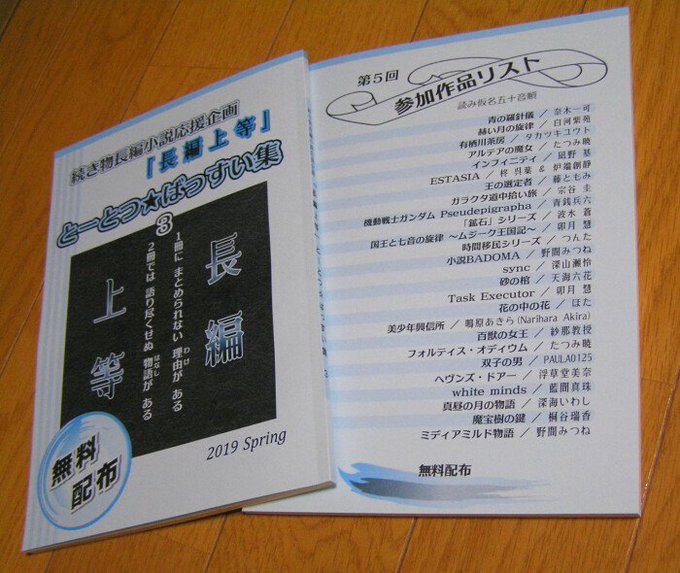 続き物長編小説応援企画
「長編上等」
とーとつ★ばっすい集
3
長編
上等
1冊に まとめられない 理由が ある
わけ
2冊では 語り尽くせぬ 物語が ある
はなし
2019 Spring
無料
配布
第5回
参加作品リスト
読み仮名五十音順
青の羅針儀 / 奈木一可
赫い月の旋律 / 白河紫苑
有栖川茶房 / タカツキユウト
アルテアの魔女 / たつみ暁
インフィニティ / 凪野基
ESTASIA / 柊呉葉 & 炉端創静
王の選定者 / 藤ともみ
ガラクタ道中拾い旅 / 宗谷圭
機動戦士ガンダム Pseudepigrapha / 青銭兵六
「鉱石」シリーズ / 波水蒼
国王と七音の旋律 ～ムジーク王国記～ / 卯月慧
時間移民シリーズ / つんた
小説BADOMA / 野間みつね
sync / 深山瀬怜
砂の棺 / 天海六花
Task Executor / 卯月慧
花の中の花 / ほた
美少年興信所 / 鳴原あきら(Narihara Akira)
百獣の女王 / 紗那教授
フォルティス・オディウム / たつみ暁
双子の男 / PAULA0125
ヘヴンズ・ドアー / 浮草堂美奈
white minds / 藍間真珠
真昼の月の物語 / 深海いわし
魔宝樹の鍵 / 桐谷瑞香
ミディアミルド物語 / 野間みつね
無料配布